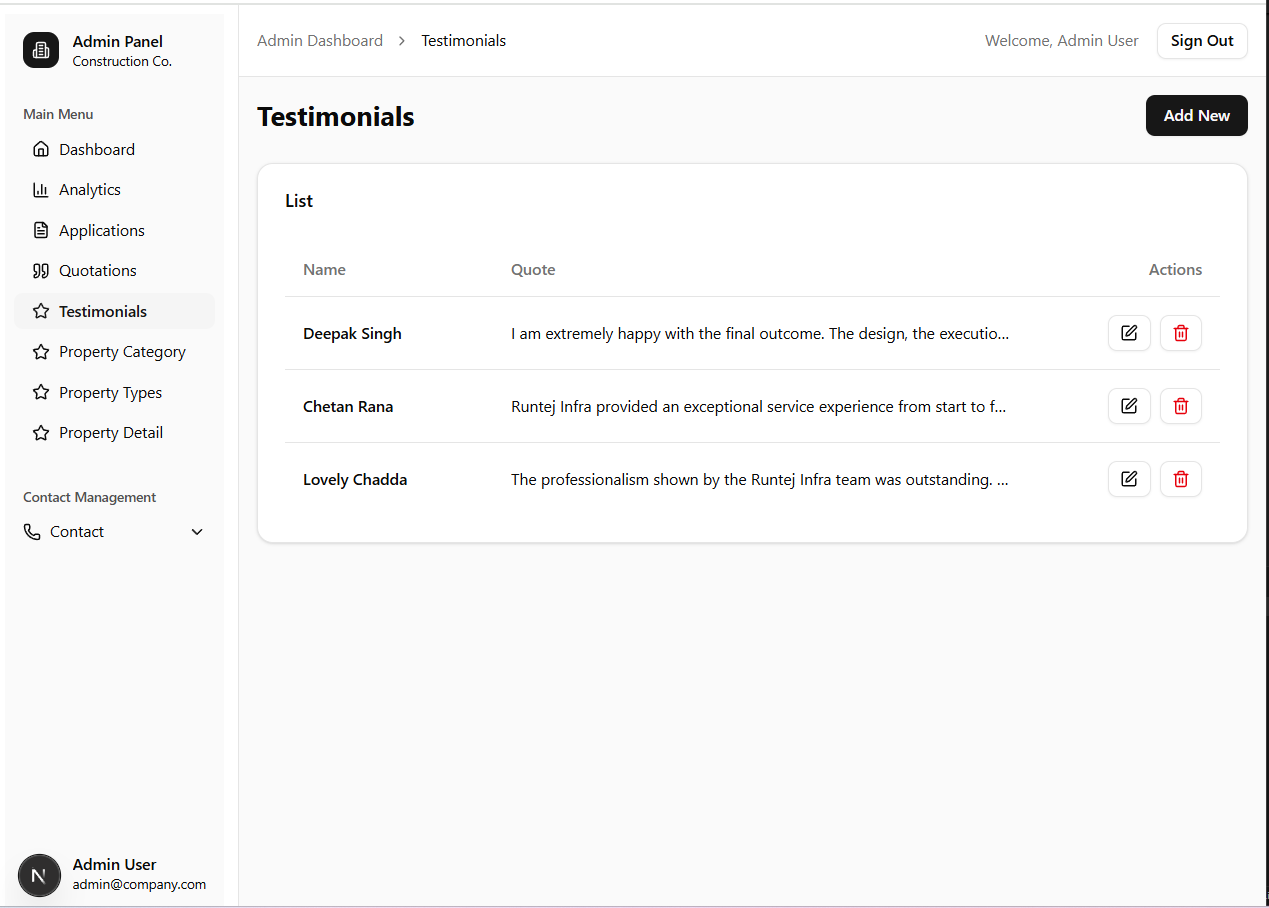 Admin Panel
Construction Co.
Main Menu
Dashboard
Analytics
Applications
Quotations
Testimonials
Property Category
Property Types
Property Detail
Contact Management
Contact
N
Admin User
admin@company.com
Admin Dashboard > Testimonials
Welcome, Admin User
Sign Out
Testimonials
Add New
List
Name Quote Actions
Deepak Singh I am extremely happy with the final outcome. The design, the executio...
Chetan Rana Runtej Infra provided an exceptional service experience from start to f...
Lovely Chadda The professionalism shown by the Runtej Infra team was outstanding. ...